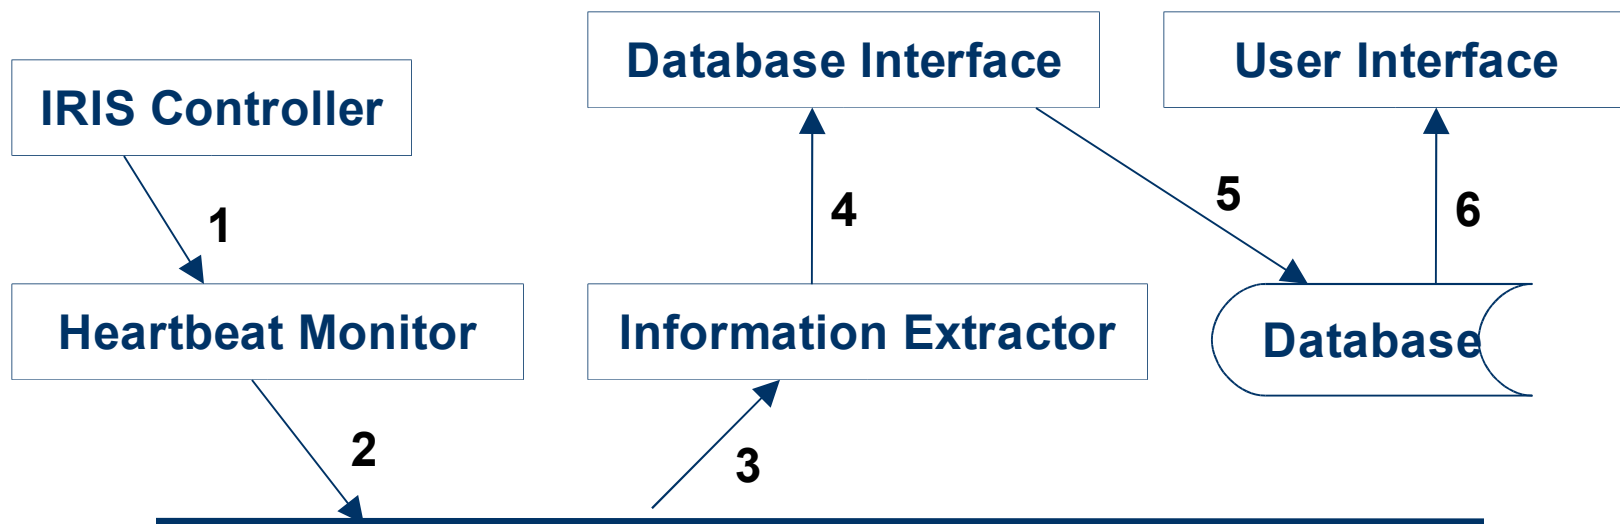 IRIS Controller
Database Interface
User Interface
1
4
5
6
Heartbeat Monitor
Information Extractor
Database
2
3